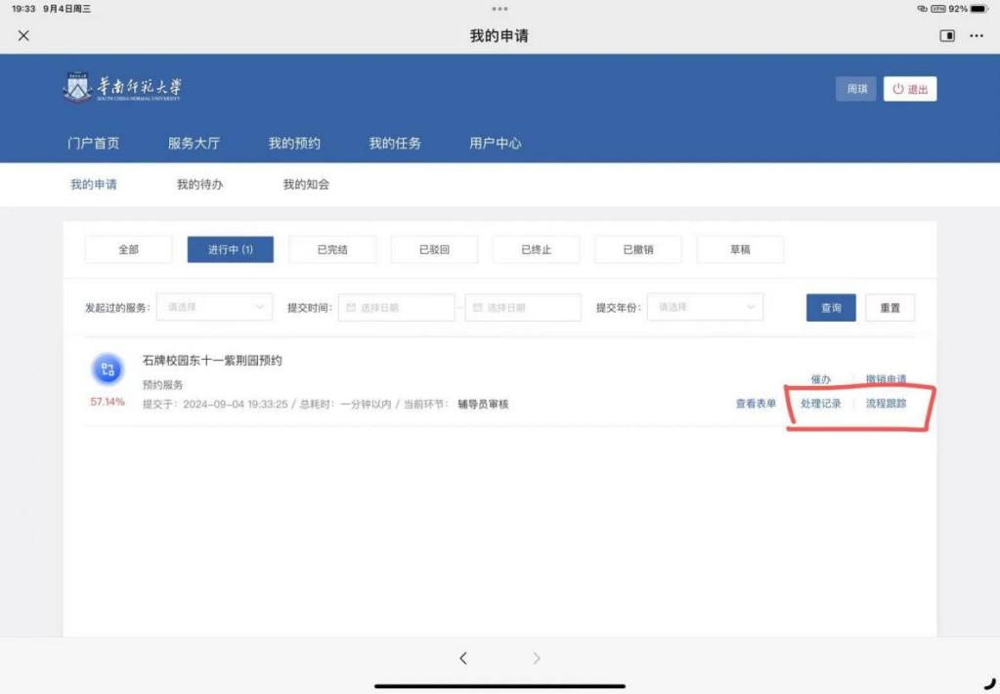 19:33 9月4日周三
VPN 92%
我的申请
华南师范大学
SOUTH CHINA NORMAL UNIVERSITY
周琪 退出
门户首页 服务大厅 我的预约 我的任务 用户中心
我的申请 我的待办 我的知会
全部 进行中 (1) 已完结 已驳回 已终止 已撤销 草稿
发起过的服务: 请选择 提交时间: 选择日期 - 选择日期 提交年份: 请选择 查询 重置
石牌校园东十一紫荆园预约
预约服务
催办 撤销申请
57.14% 提交于: 2024-09-04 19:33:25 / 总耗时: 一分钟以内 / 当前环节: 辅导员审核
查看表单 处理记录 流程跟踪